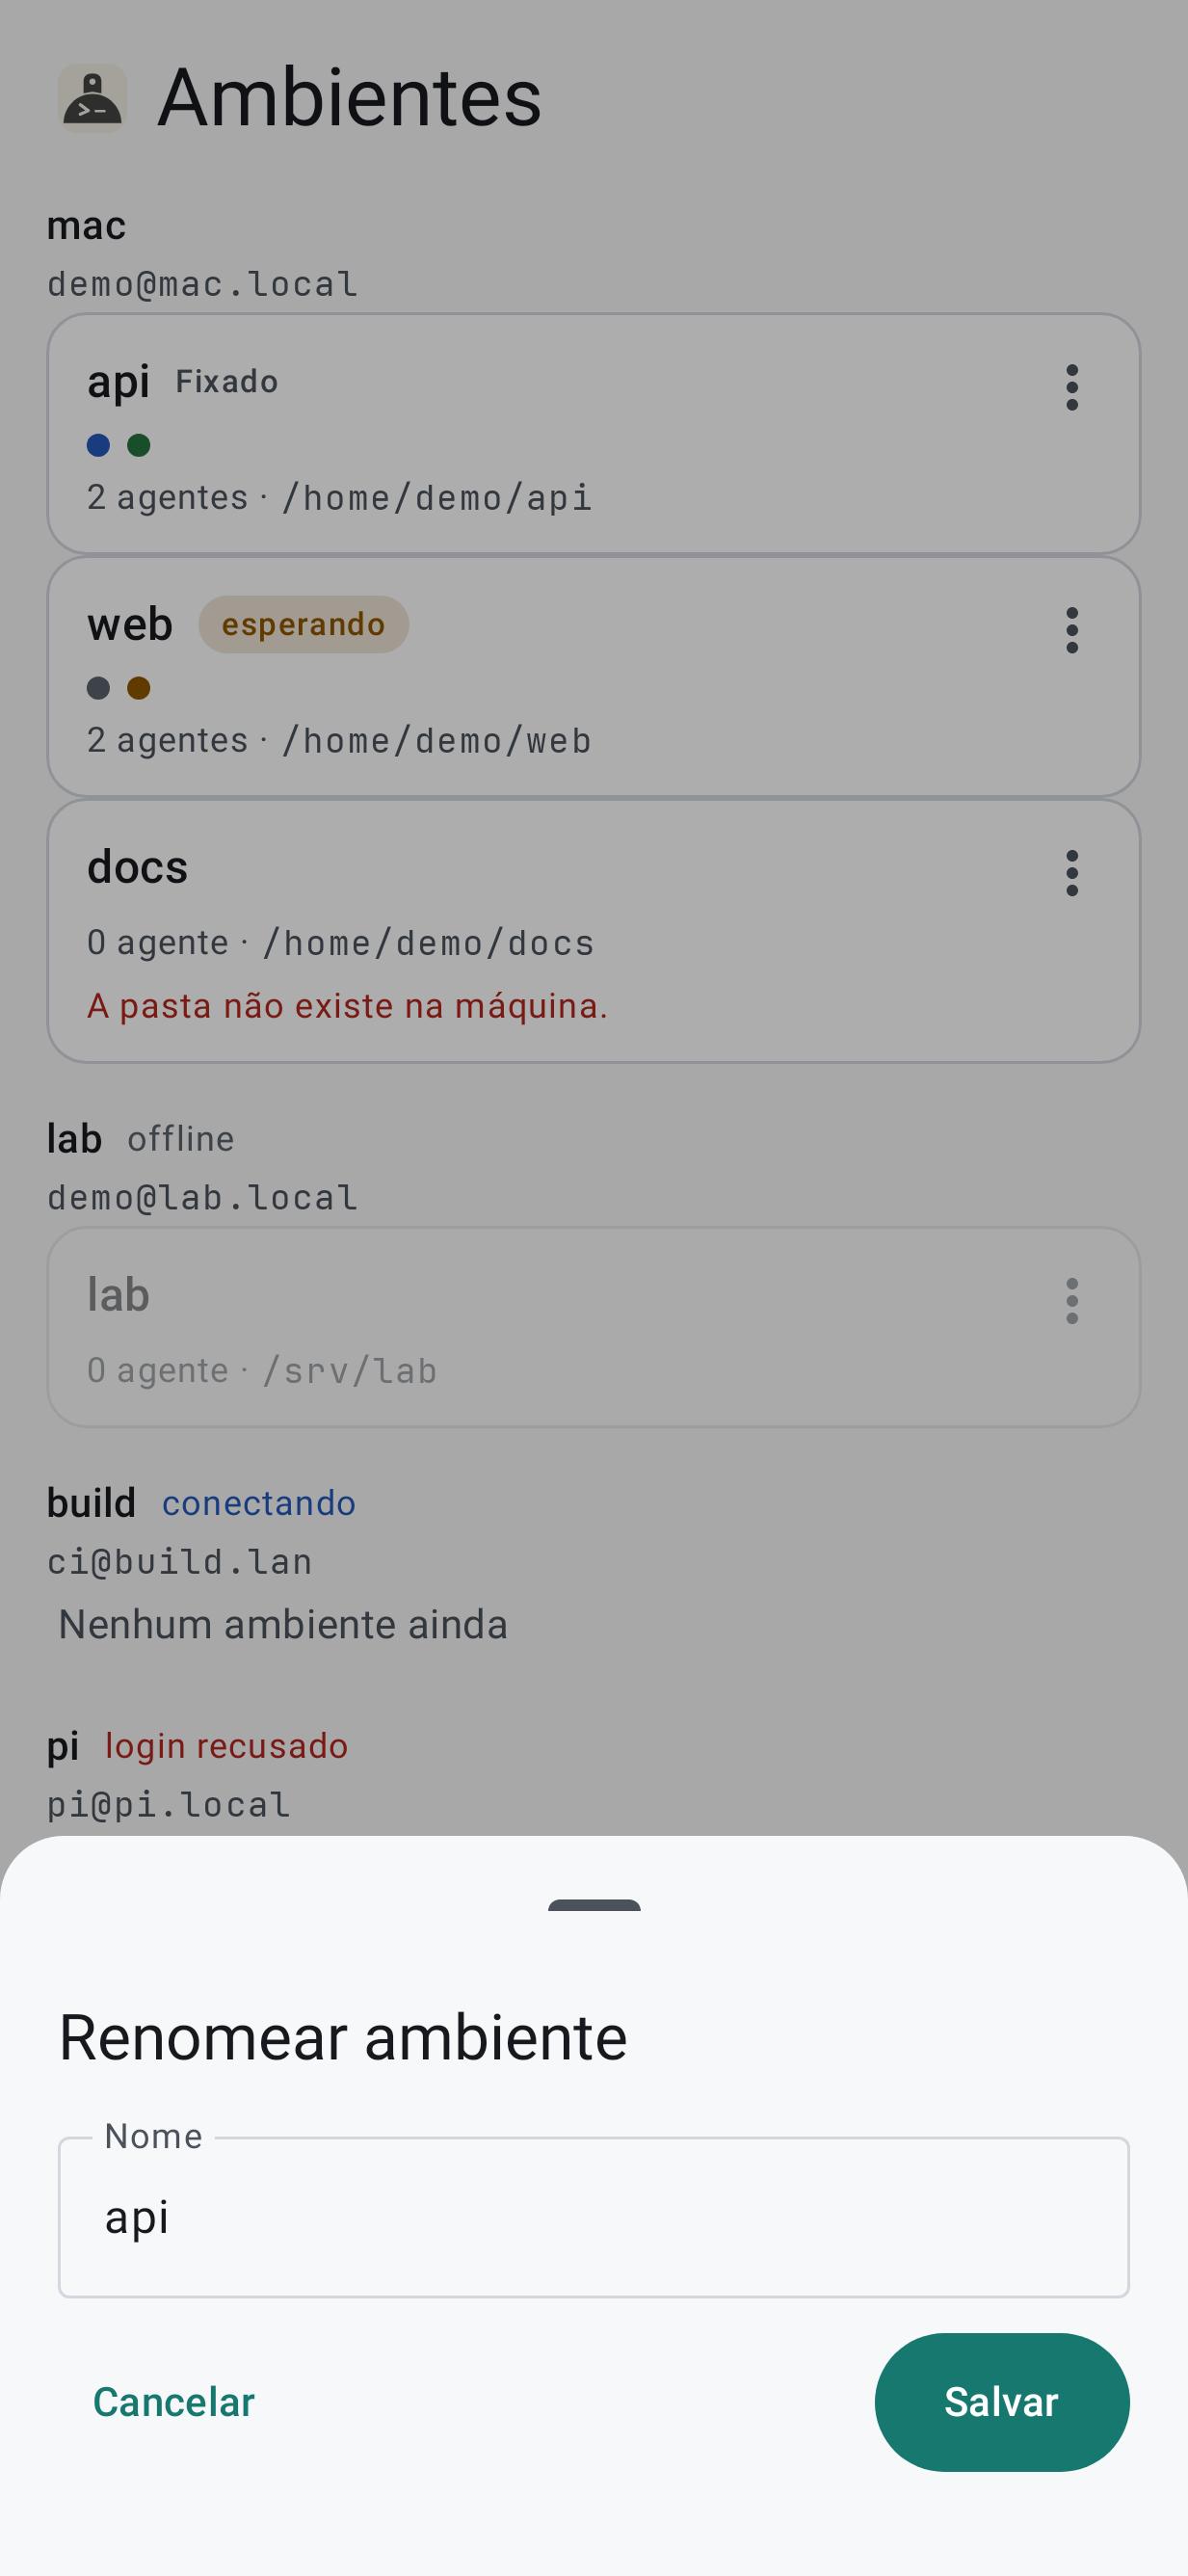 Ambientes
mac
demo@mac.local
api Fixado
2 agentes · /home/demo/api
web esperando
2 agentes · /home/demo/web
docs
0 agente · /home/demo/docs
A pasta não existe na máquina.
lab offline
demo@lab.local
lab
0 agente · /srv/lab
build conectando
ci@build.lan
Nenhum ambiente ainda
pi login recusado
pi@pi.local
Renomear ambiente
Nome
api
Cancelar Salvar